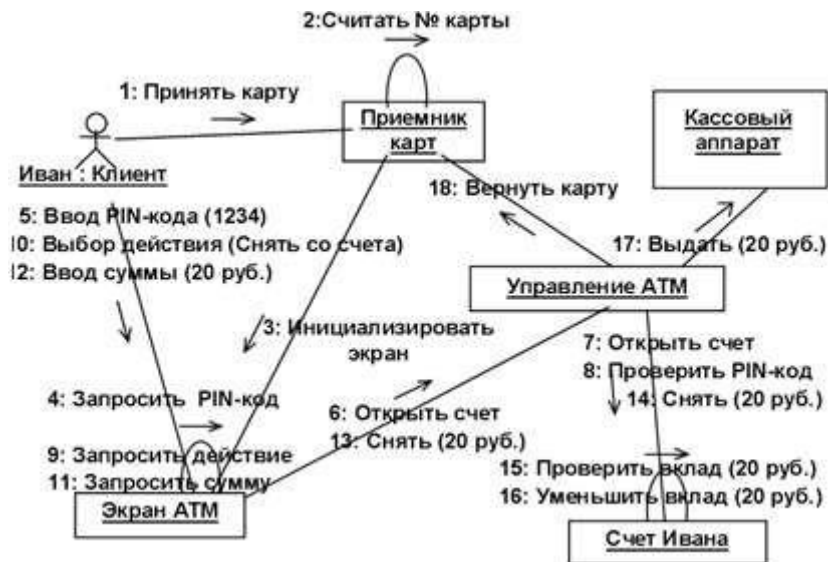 2:Считать № карты
1: Принять карту
Приемник
карт
Кассовый
аппарат
Иван : Клиент
18: Вернуть карту
5: Ввод PIN-кода (1234)
10: Выбор действия (Снять со счета)
12: Ввод суммы (20 руб.)
17: Выдать (20 руб.)
Управление АТМ
3: Инициализировать
экран
7: Открыть счет
8: Проверить PIN-код
14: Снять (20 руб.)
4: Запросить PIN-код
6: Открыть счет
13: Снять (20 руб.)
9: Запросить действие
11: Запросить сумму
15: Проверить вклад (20 руб.)
16: Уменьшить вклад (20 руб.)
Экран АТМ
Счет Ивана